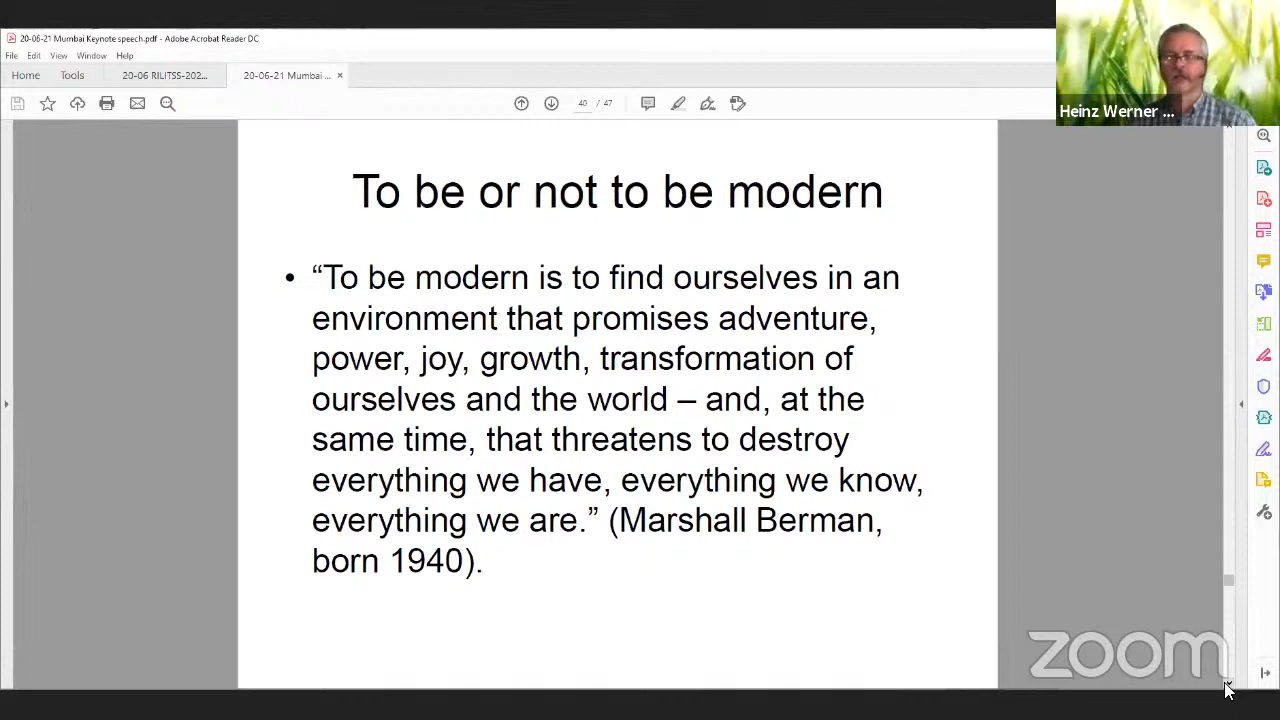 20-06-21 Mumbai Keynote speech.pdf - Adobe Acrobat Reader DC
File Edit View Window Help
Home Tools 20-06 RILITSS-202... 20-06-21 Mumbai ... ×
40 / 47
Heinz Werner ...
To be or not to be modern
• “To be modern is to find ourselves in an
environment that promises adventure,
power, joy, growth, transformation of
ourselves and the world – and, at the
same time, that threatens to destroy
everything we have, everything we know,
everything we are.” (Marshall Berman,
born 1940).
zoom